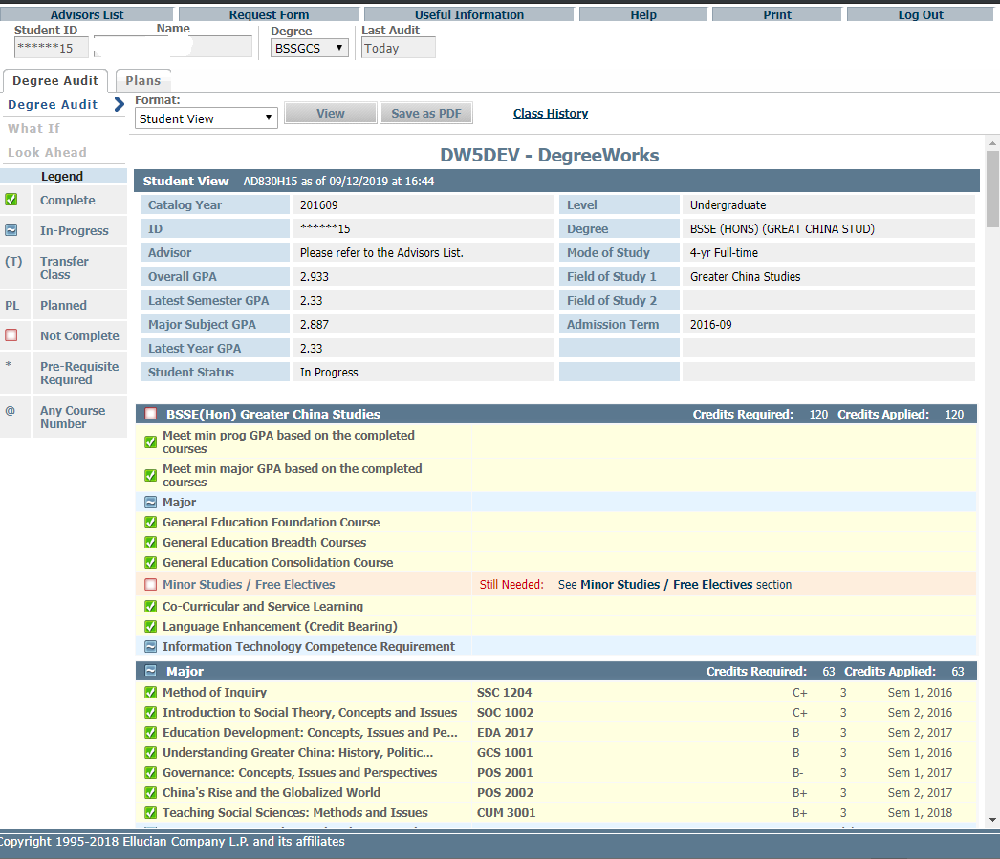 Advisors List Request Form Useful Information Help Print Log Out
Student ID Name Degree Last Audit
******15 BSSGCS Today
Degree Audit Plans
Degree Audit Format:
Student View View Save as PDF Class History
What If
Look Ahead
DW5DEV - DegreeWorks
Legend
Complete
In-Progress
(T) Transfer Class
PL Planned
Not Complete
* Pre-Requisite Required
@ Any Course Number
Student View AD830H15 as of 09/12/2019 at 16:44
Catalog Year 201609 Level Undergraduate
ID ******15 Degree BSSE (HONS) (GREAT CHINA STUD)
Advisor Please refer to the Advisors List. Mode of Study 4-yr Full-time
Overall GPA 2.933 Field of Study 1 Greater China Studies
Latest Semester GPA 2.33 Field of Study 2
Major Subject GPA 2.887 Admission Term 2016-09
Latest Year GPA 2.33
Student Status In Progress
BSSE(Hon) Greater China Studies Credits Required: 120 Credits Applied: 120
Meet min prog GPA based on the completed
courses
Meet min major GPA based on the completed
courses
Major
General Education Foundation Course
General Education Breadth Courses
General Education Consolidation Course
Minor Studies / Free Electives Still Needed: See Minor Studies / Free Electives section
Co-Curricular and Service Learning
Language Enhancement (Credit Bearing)
Information Technology Competence Requirement
Major Credits Required: 63 Credits Applied: 63
Method of Inquiry SSC 1204 C+ 3 Sem 1, 2016
Introduction to Social Theory, Concepts and Issues SOC 1002 C+ 3 Sem 2, 2016
Education Development: Concepts, Issues and Pe... EDA 2017 B 3 Sem 2, 2017
Understanding Greater China: History, Politic... GCS 1001 B 3 Sem 1, 2016
Governance: Concepts, Issues and Perspectives POS 2001 B- 3 Sem 1, 2017
China's Rise and the Globalized World POS 2002 B+ 3 Sem 2, 2017
Teaching Social Sciences: Methods and Issues CUM 3001 B+ 3 Sem 1, 2018
Copyright 1995-2018 Ellucian Company L.P. and its affiliates